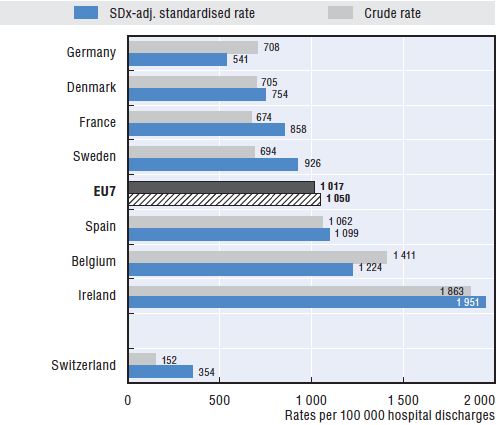 SDx-adj. standardised rate Crude rate
Germany 708
541
Denmark 705
754
France 674
858
Sweden 694
926
EU7 1 017
1 050
Spain 1 062
1 099
Belgium 1 411
1 224
Ireland 1 863
1 951
Switzerland 152
354
0 500 1 000 1 500 2 000
Rates per 100 000 hospital discharges